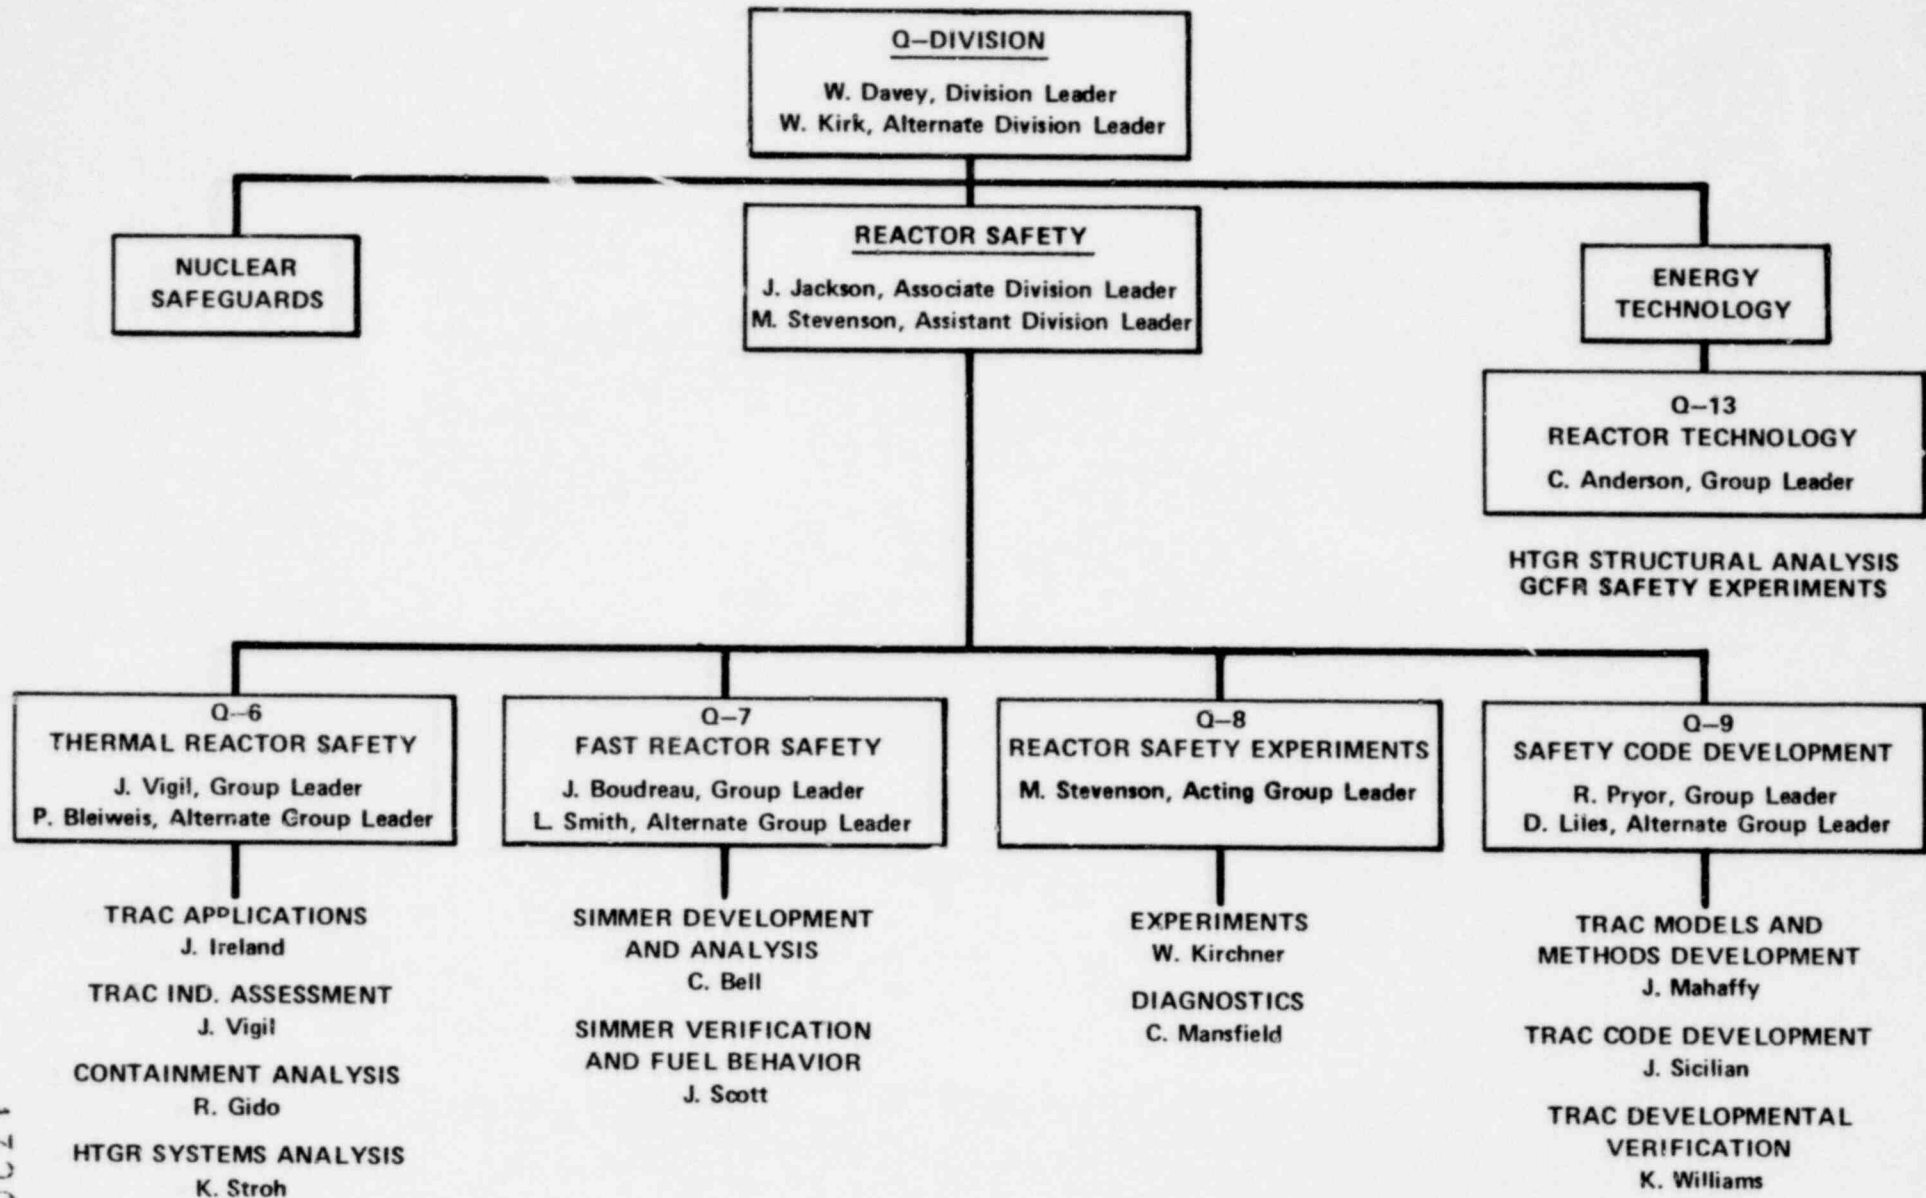 Q–DIVISION
W. Davey, Division Leader
W. Kirk, Alternate Division Leader
NUCLEAR
SAFEGUARDS
REACTOR SAFETY
J. Jackson, Associate Division Leader
M. Stevenson, Assistant Division Leader
ENERGY
TECHNOLOGY
Q–13
REACTOR TECHNOLOGY
C. Anderson, Group Leader
HTGR STRUCTURAL ANALYSIS
GCFR SAFETY EXPERIMENTS
Q–6
THERMAL REACTOR SAFETY
J. Vigil, Group Leader
P. Bleiweis, Alternate Group Leader
TRAC APPLICATIONS
J. Ireland
TRAC IND. ASSESSMENT
J. Vigil
CONTAINMENT ANALYSIS
R. Gido
HTGR SYSTEMS ANALYSIS
K. Stroh
Q–7
FAST REACTOR SAFETY
J. Boudreau, Group Leader
L. Smith, Alternate Group Leader
SIMMER DEVELOPMENT
AND ANALYSIS
C. Bell
SIMMER VERIFICATION
AND FUEL BEHAVIOR
J. Scott
Q–8
REACTOR SAFETY EXPERIMENTS
M. Stevenson, Acting Group Leader
EXPERIMENTS
W. Kirchner
DIAGNOSTICS
C. Mansfield
Q–9
SAFETY CODE DEVELOPMENT
R. Pryor, Group Leader
D. Liles, Alternate Group Leader
TRAC MODELS AND
METHODS DEVELOPMENT
J. Mahaffy
TRAC CODE DEVELOPMENT
J. Sicilian
TRAC DEVELOPMENTAL
VERIFICATION
K. Williams